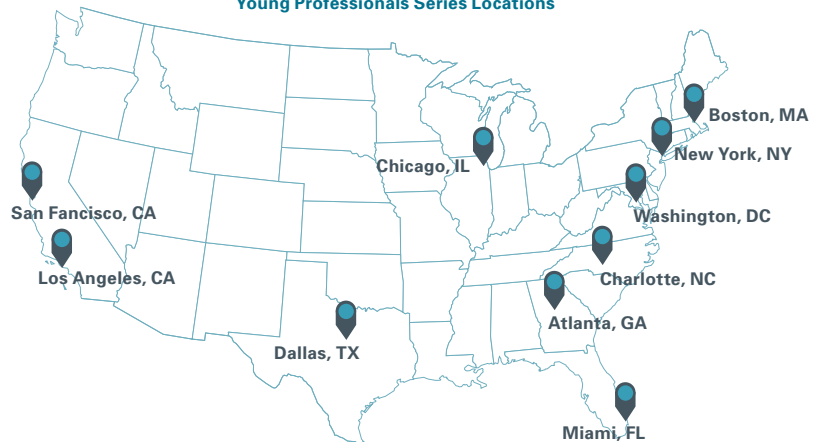 Young Professionals Series Locations
Boston, MA
New York, NY
Chicago, IL
San Fancisco, CA
Washington, DC
Los Angeles, CA
Charlotte, NC
Atlanta, GA
Dallas, TX
Miami, FL